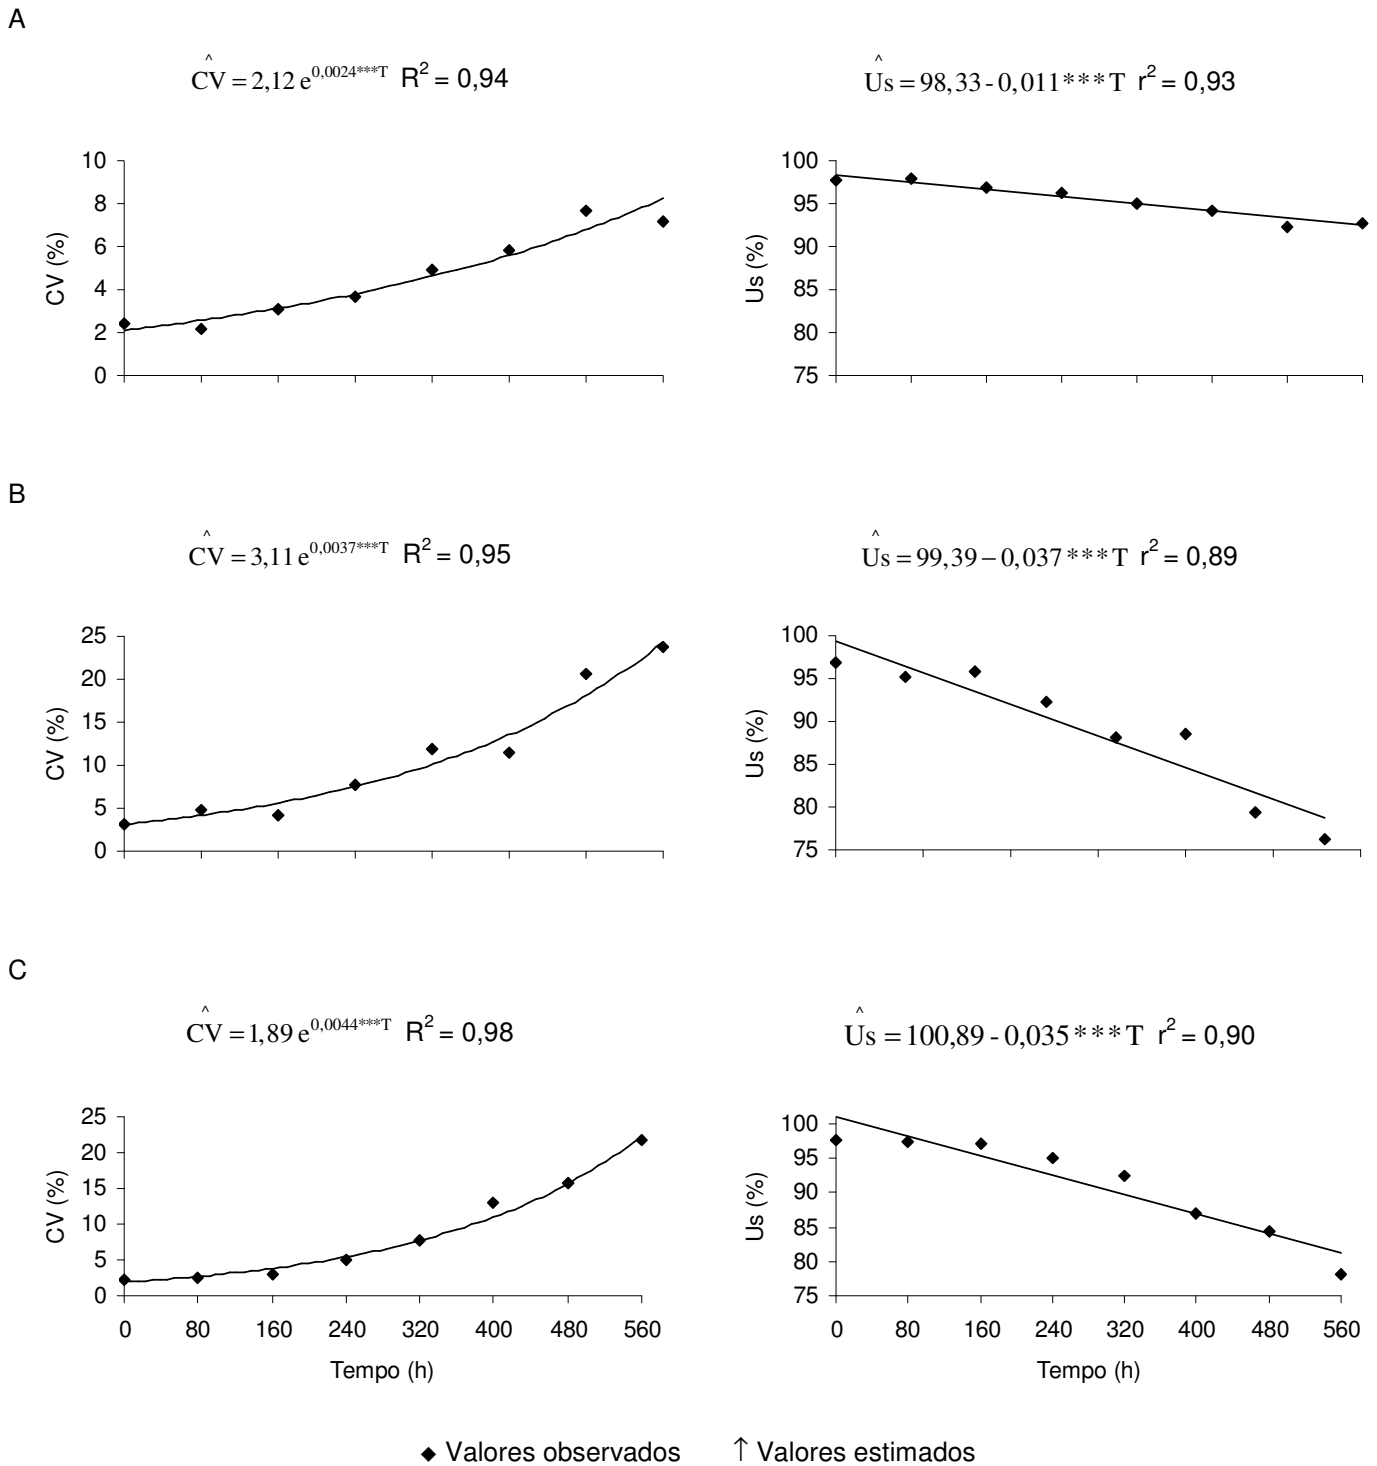 A
^ ^
CV = 2,12 e^0,0024***T R² = 0,94 Us = 98,33 - 0,011 *** T r² = 0,93
10
8
6
4
2
0
CV (%)
100
95
90
85
80
75
Us (%)
B
^ ^
CV = 3,11 e^0,0037***T R² = 0,95 Us = 99,39 – 0,037 *** T r² = 0,89
25
20
15
10
5
0
CV (%)
100
95
90
85
80
75
Us (%)
C
^ ^
CV = 1,89 e^0,0044***T R² = 0,98 Us = 100,89 - 0,035 *** T r² = 0,90
25
20
15
10
5
0
CV (%)
0 80 160 240 320 400 480 560
Tempo (h)
100
95
90
85
80
75
Us (%)
0 80 160 240 320 400 480 560
Tempo (h)
◆ Valores observados ↑ Valores estimados